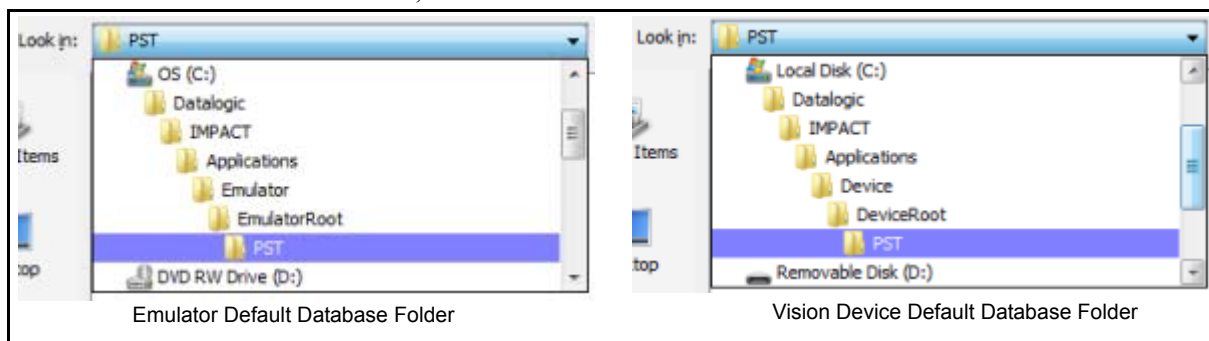 Look in: PST
OS (C:)
Datalogic
IMPACT
Items
Applications
Emulator
EmulatorRoot
PST
top
DVD RW Drive (D:)
Emulator Default Database Folder
Look in: PST
Local Disk (C:)
Datalogic
IMPACT
Items
Applications
Device
DeviceRoot
PST
top
Removable Disk (D:)
Vision Device Default Database Folder